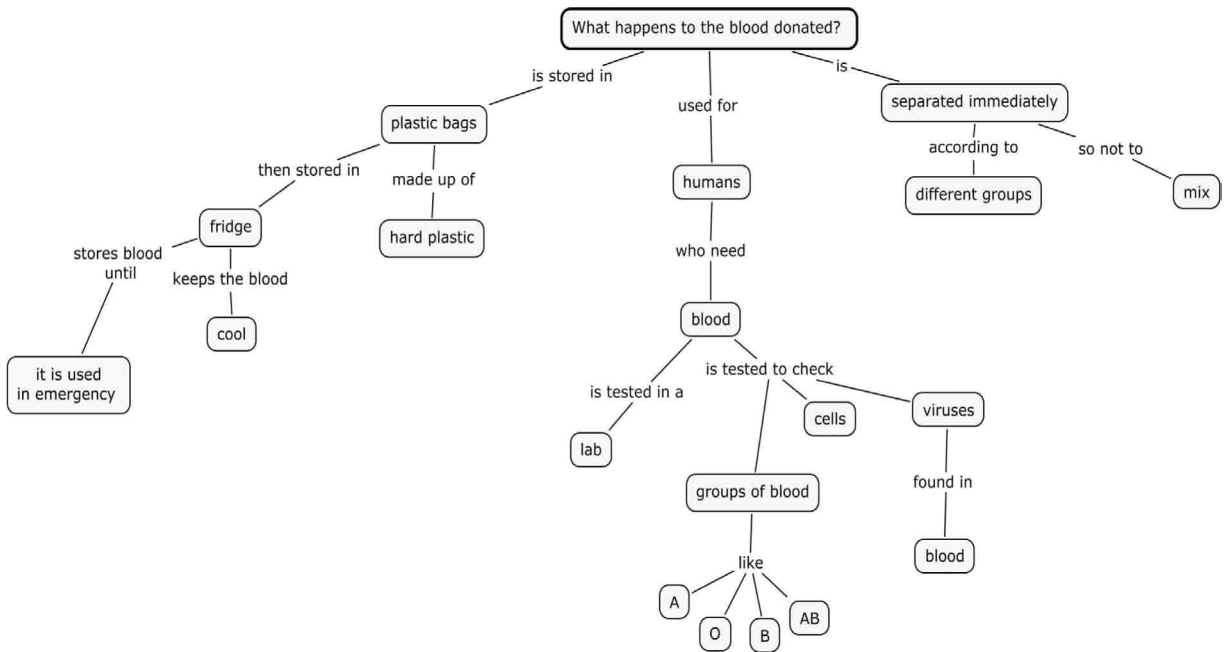 What happens to the blood donated?
is stored in
used for
is
plastic bags
separated immediately
then stored in
made up of
humans
according to
so not to
different groups
mix
fridge
hard plastic
stores blood
until
keeps the blood
who need
cool
blood
it is used
in emergency
is tested in a
is tested to check
lab
cells
viruses
groups of blood
found in
like
blood
A
O
B
AB